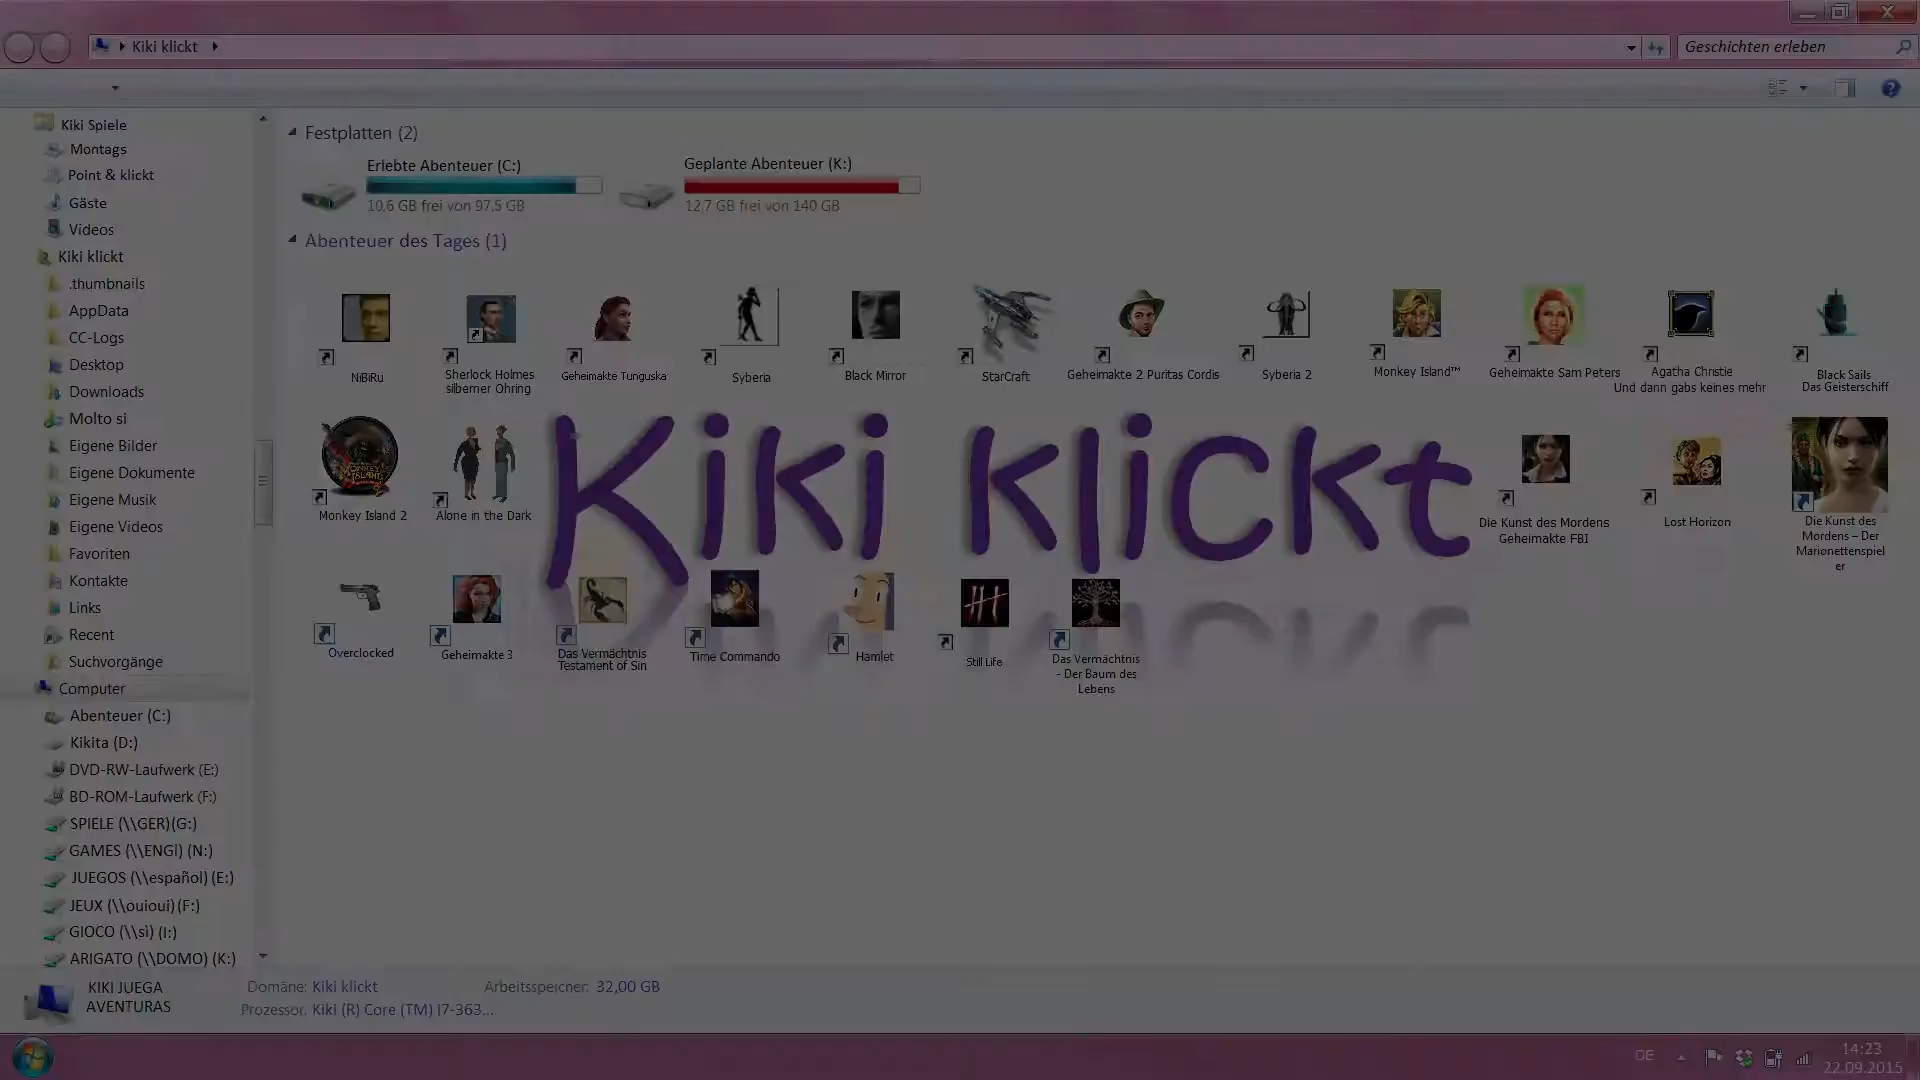 Kiki klickt
Geschichten erleben
Kiki Spiele
Montags
Point & klickt
Gäste
Videos
Kiki klickt
.thumbnails
AppData
CC-Logs
Desktop
Downloads
Molto si
Eigene Bilder
Eigene Dokumente
Eigene Musik
Eigene Videos
Favoriten
Kontakte
Links
Recent
Suchvorgänge
Computer
Abenteuer (C:)
Kikita (D:)
DVD-RW-Laufwerk (E:)
BD-ROM-Laufwerk (F:)
SPIELE (\\GER)(G:)
GAMES (\\ENGl) (N:)
JUEGOS (\\español) (E:)
JEUX (\\ouioui)(F:)
GIOCO (\\sì) (I:)
ARIGATO (\\DOMO) (K:)
Festplatten (2)
Erlebte Abenteuer (C:)
10,6 GB frei von 97,5 GB
Geplante Abenteuer (K:)
12,7 GB frei von 140 GB
Abenteuer des Tages (1)
NiBiRu
Sherlock Holmes
silberner Ohring
Geheimakte Tunguska
Syberia
Black Mirror
StarCraft
Geheimakte 2 Puritas Cordis
Syberia 2
Monkey Island™
Geheimakte Sam Peters
Agatha Christie
Und dann gabs keines mehr
Black Sails
Das Geisterschiff
MONKEY
ISLAND
Monkey Island 2
Alone in the Dark
Kiki klickt
Die Kunst des Mordens
Geheimakte FBI
Lost Horizon
Die Kunst des
Mordens – Der
Marionettenspiel
er
Overclocked
Geheimakte 3
Das Vermächtnis
Testament of Sin
Time Commando
Hamlet
Still Life
Das Vermächtnis
- Der Baum des
Lebens
KIKI JUEGA
AVENTURAS
Domäne: Kiki klickt
Arbeitsspeicher: 32,00 GB
Prozessor. Kiki (R) Core (TM) i7-363...
DE
14:23
22.09.2015